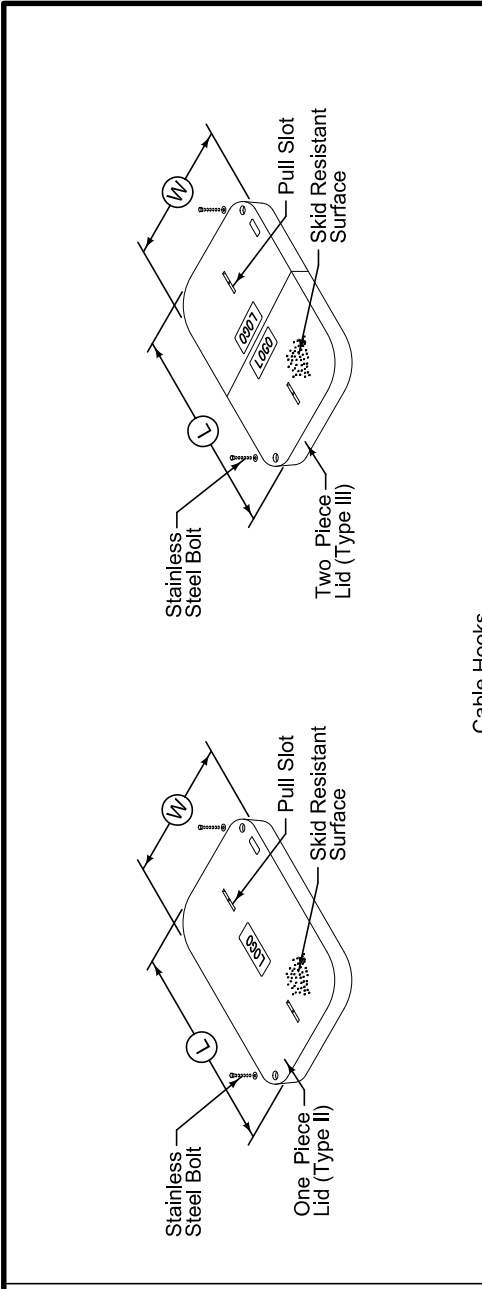 Stainless
Steel Bolt
L
W
LOGO
Pull Slot
Skid Resistant
Surface
One Piece
Lid (Type II)
Stainless
Steel Bolt
L
W
LOGO
LOGO
Pull Slot
Skid Resistant
Surface
Two Piece
Lid (Type III)
Cable Hooks